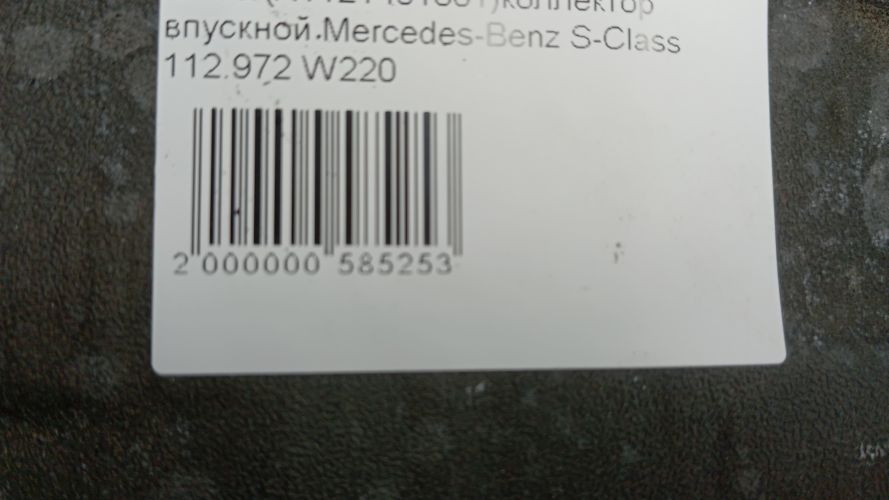 коллектор
впускной.Mercedes-Benz S-Class
112.972 W220
2 000000 585253